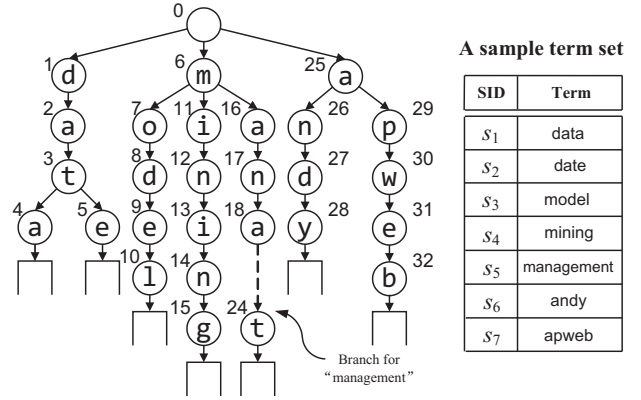 0
1 d
6 m
25 a
2 a
7 o
11 i
16 a
26 n
29 p
3 t
8 d
12 n
17 n
27 d
30 w
4 a
5 e
9 e
13 i
18 a
28 y
31 e
10 l
14 n
32 b
15 g
24 t
Branch for
“management”
A sample term set
SID Term
s1 data
s2 date
s3 model
s4 mining
s5 management
s6 andy
s7 apweb